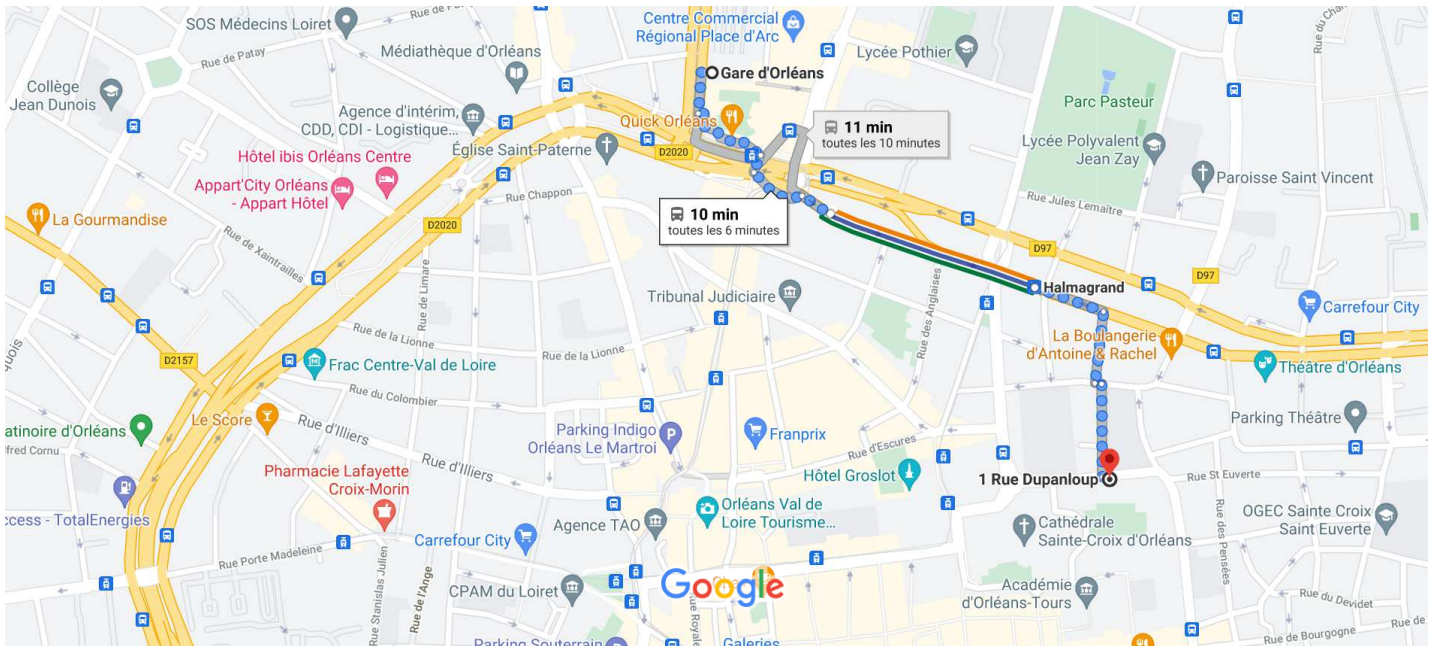 SOS Médecins Loiret
Centre Commercial
Régional Place d'Arc
Médiathèque d'Orléans
Lycée Pothier
Rue de Patay
Gare d'Orléans
Collège
Jean Dunois
Parc Pasteur
Agence d'intérim,
CDD, CDI - Logistique...
Quick Orléans
11 min
toutes les 10 minutes
Lycée Polyvalent
Jean Zay
Église Saint-Paterne
D2020
Hôtel ibis Orléans Centre
Paroisse Saint Vincent
Appart'City Orléans
- Appart Hôtel
Rue Chappon
Rue Jules Lemaître
La Gourmandise
10 min
toutes les 6 minutes
D2020
Rue de Xaintrailles
D97
D97
Rue de Limare
Tribunal Judiciaire
Halmagrand
Carrefour City
Rue des Anglaises
La Boulangerie
d'Antoine & Rachel
Rue de la Lionne
Rue de la Lionne
D2157
Frac Centre-Val de Loire
Théâtre d'Orléans
Rue du Colombier
Le Score
Parking Théâtre
Rue d'Illiers
Parking Indigo
Orléans Le Martroi
Franprix
Rue d'Escures
atinoire d'Orléans
lfred Cornu
Rue d'Illiers
Pharmacie Lafayette
Croix-Morin
Hôtel Groslot
1 Rue Dupanloup
Rue St Euverte
ccess - TotalEnergies
Orléans Val de
Loire Tourisme...
OGEC Sainte Croix
Saint Euverte
Agence TAO
Cathédrale
Sainte-Croix d'Orléans
Carrefour City
Rue des Pensées
Rue Porte Madeleine
Google
CPAM du Loiret
Académie
d'Orléans-Tours
Rue Stanislas Julien
Rue de l'Ange
Rue Royale
Rue du Devidet
Rue de Bourgogne
Parking Souterrain
Galeries